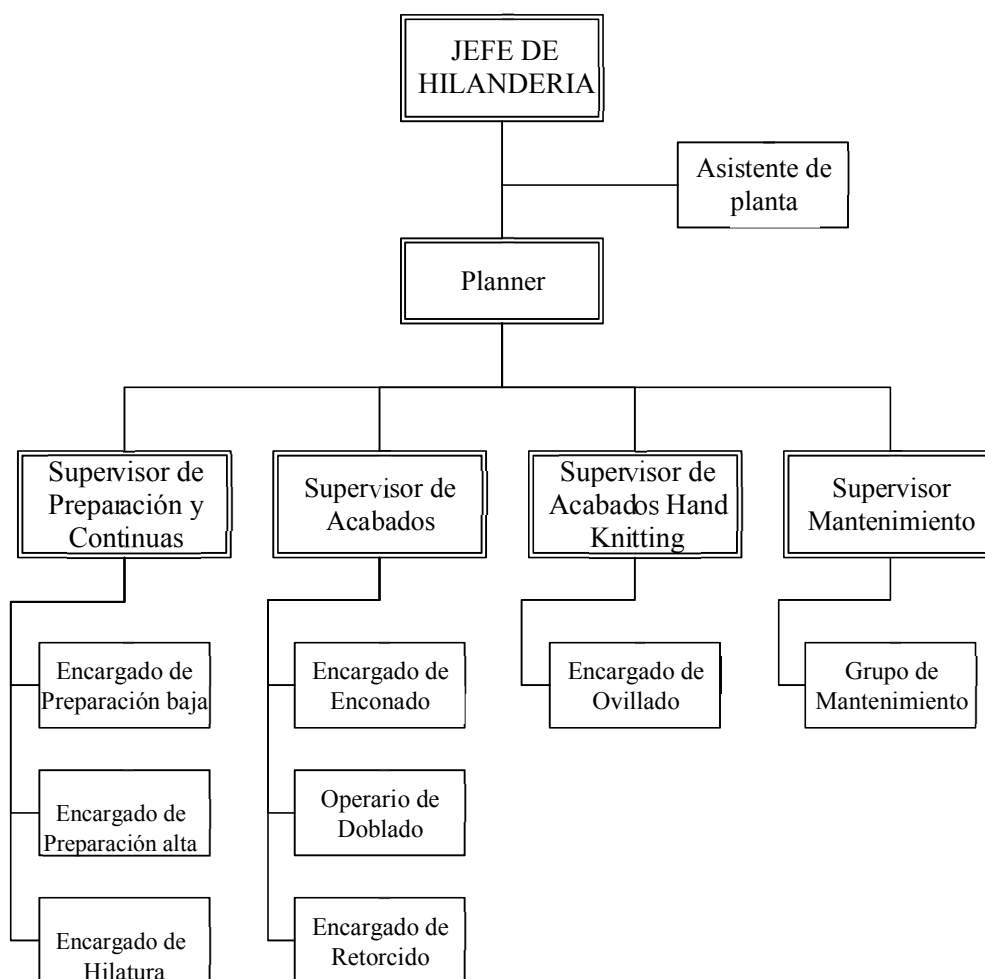 JEFE DE
HILANDERIA
Asistente de
planta
Planner
Supervisor de
Preparación y
Continuas
Supervisor de
Acabados
Supervisor de
Acabados Hand
Knitting
Supervisor
Mantenimiento
Encargado de
Preparación baja
Encargado de
Enconado
Encargado de
Ovillado
Grupo de
Mantenimiento
Encargado de
Preparación alta
Operario de
Doblado
Encargado de
Hilatura
Encargado de
Retorcido